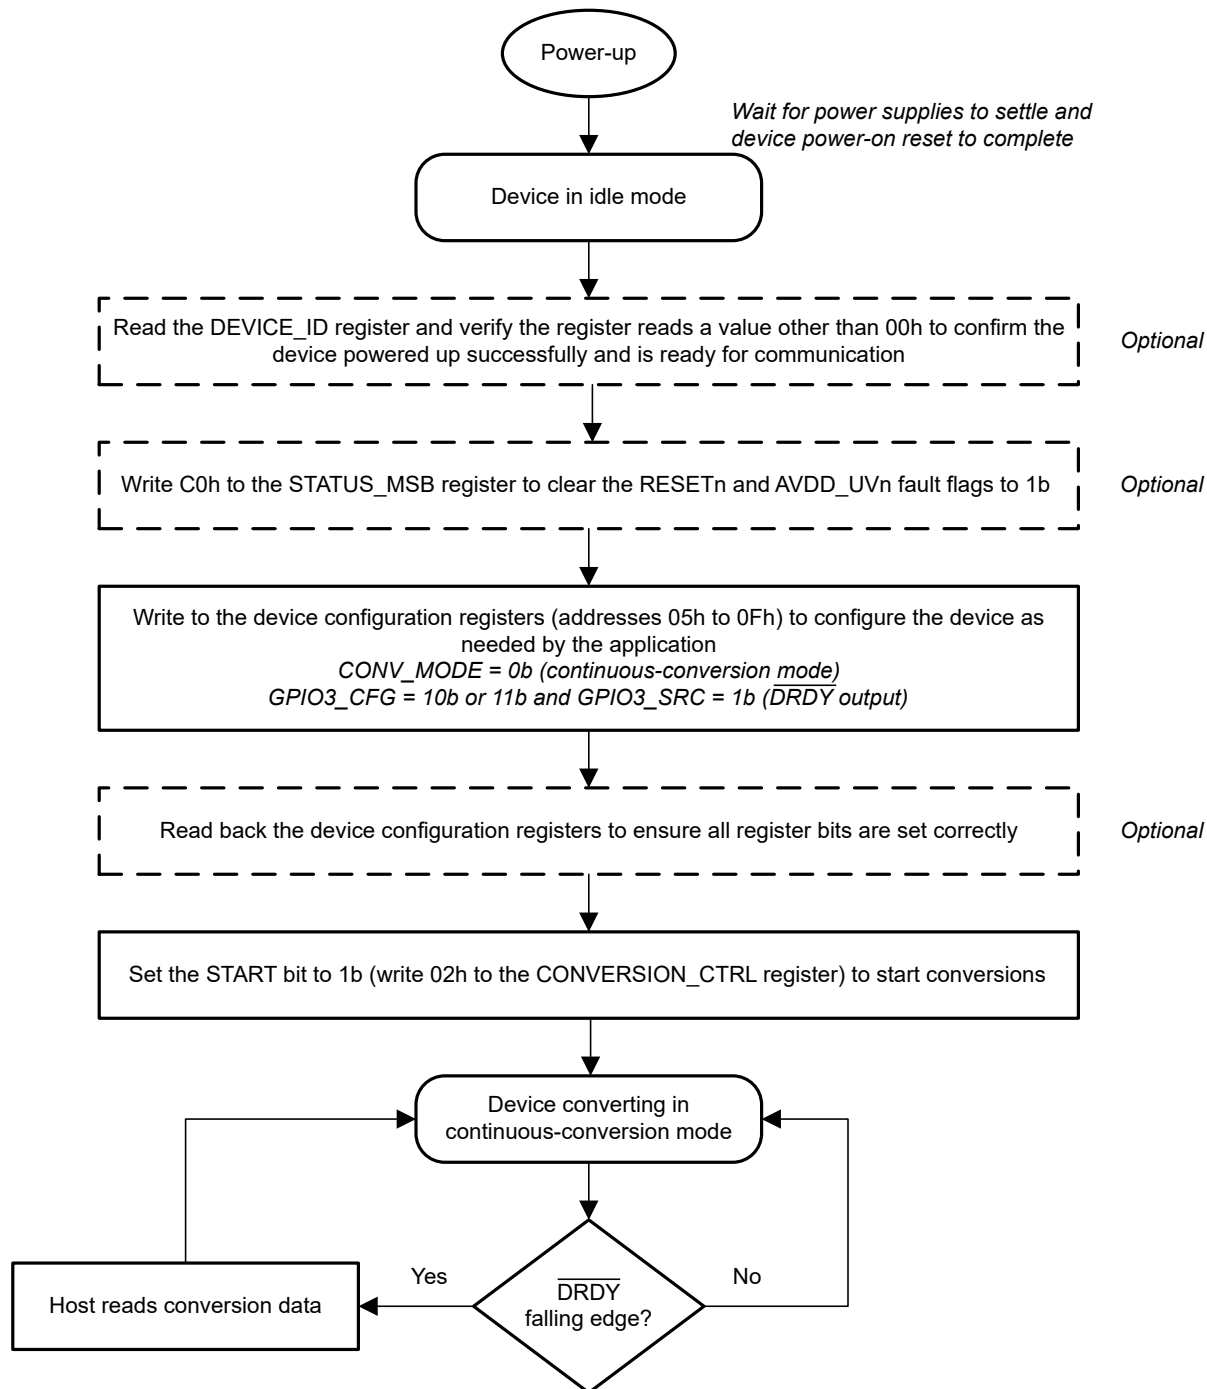 Power-up
Wait for power supplies to settle and
device power-on reset to complete
Device in idle mode
Read the DEVICE_ID register and verify the register reads a value other than 00h to confirm the
device powered up successfully and is ready for communication
Optional
Write C0h to the STATUS_MSB register to clear the RESETn and AVDD_UVn fault flags to 1b
Optional
Write to the device configuration registers (addresses 05h to 0Fh) to configure the device as
needed by the application
CONV_MODE = 0b (continuous-conversion mode)
GPIO3_CFG = 10b or 11b and GPIO3_SRC = 1b (D̅R̅D̅Y̅ output)
Read back the device configuration registers to ensure all register bits are set correctly
Optional
Set the START bit to 1b (write 02h to the CONVERSION_CTRL register) to start conversions
Device converting in
continuous-conversion mode
Yes
D̅R̅D̅Y̅
falling edge?
No
Host reads conversion data